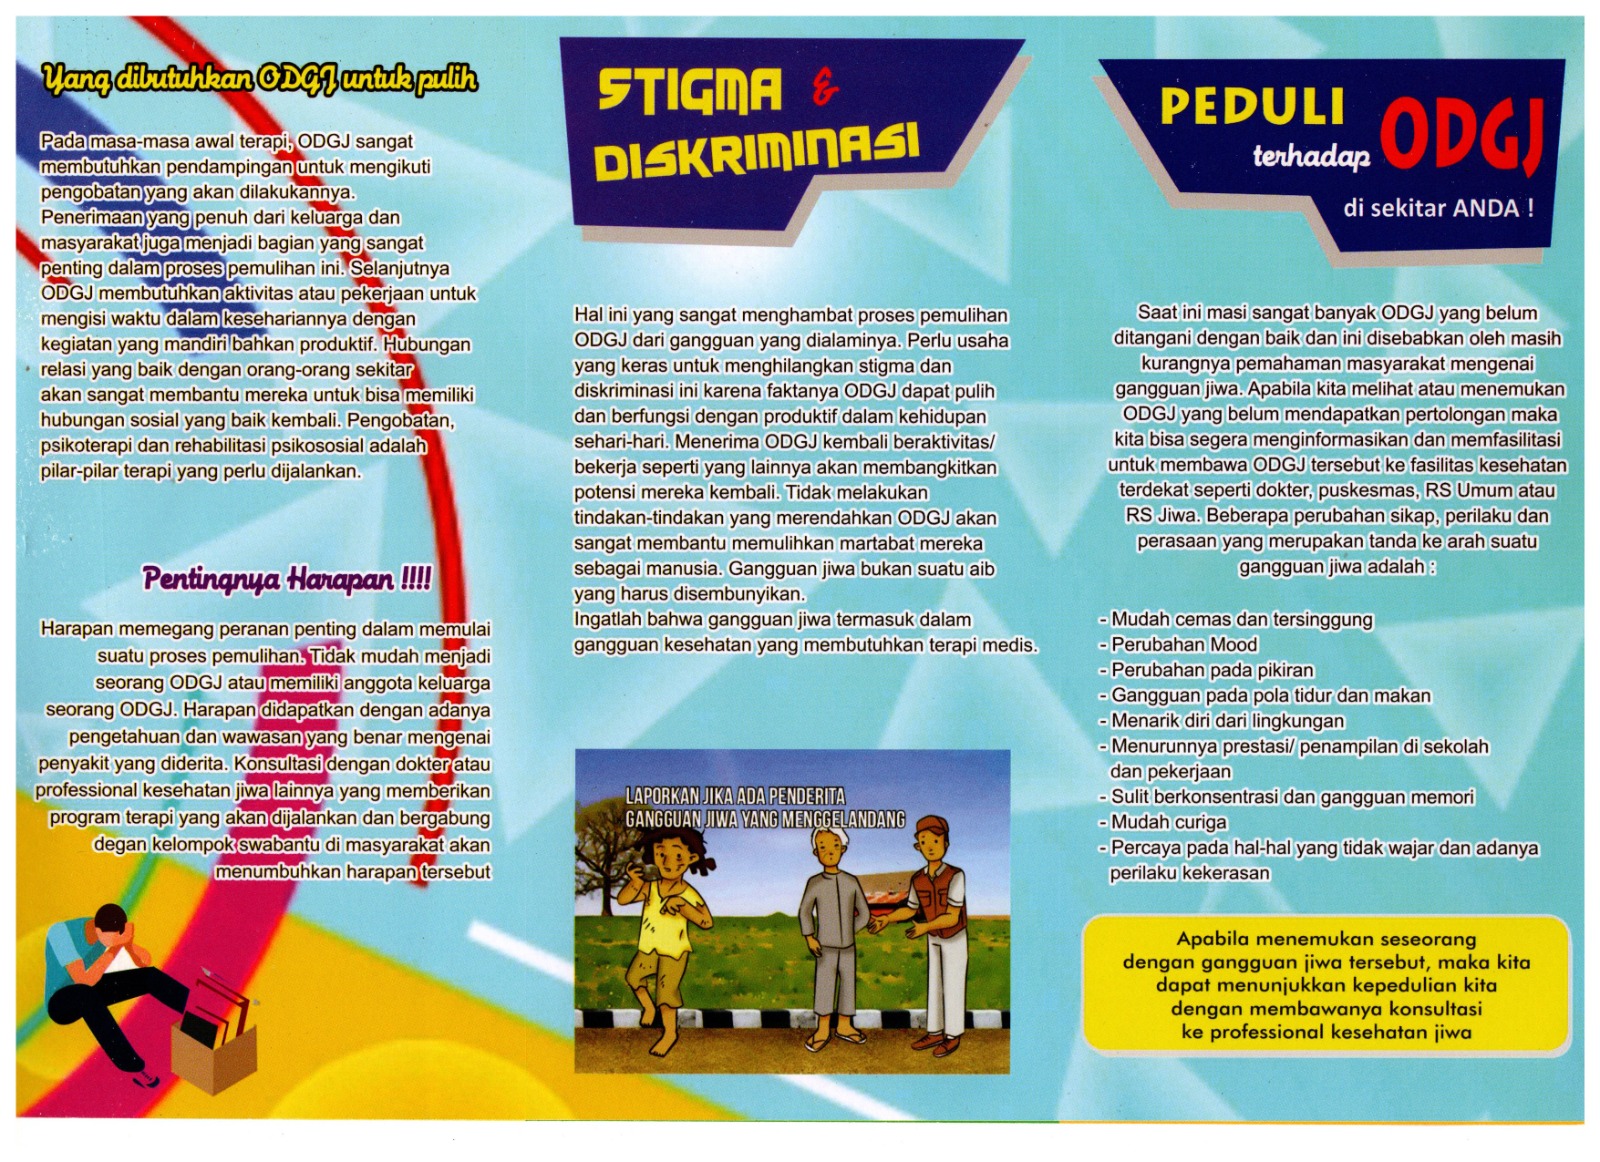 Yang dibutuhkan ODGJ untuk pulih
Pada masa-masa awal terapi, ODGJ sangat
membutuhkan pendampingan untuk mengikuti
pengobatan yang akan dilakukannya.
Penerimaan yang penuh dari keluarga dan
masyarakat juga menjadi bagian yang sangat
penting dalam proses pemulihan ini. Selanjutnya
ODGJ membutuhkan aktivitas atau pekerjaan untuk
mengisi waktu dalam kesehariannya dengan
kegiatan yang mandiri bahkan produktif. Hubungan
relasi yang baik dengan orang-orang sekitar
akan sangat membantu mereka untuk bisa memiliki
hubungan sosial yang baik kembali. Pengobatan,
psikoterapi dan rehabilitasi psikososial adalah
pilar-pilar terapi yang perlu dijalankan.
Pentingnya Harapan !!!!
Harapan memegang peranan penting dalam memulai
suatu proses pemulihan. Tidak mudah menjadi
seorang ODGJ atau memiliki anggota keluarga
seorang ODGJ. Harapan didapatkan dengan adanya
pengetahuan dan wawasan yang benar mengenai
penyakit yang diderita. Konsultasi dengan dokter atau
professional kesehatan jiwa lainnya yang memberikan
program terapi yang akan dijalankan dan bergabung
degan kelompok swabantu di masyarakat akan
menumbuhkan harapan tersebut
STIGMA &
DISKRIMINASI
Hal ini yang sangat menghambat proses pemulihan
ODGJ dari gangguan yang dialaminya. Perlu usaha
yang keras untuk menghilangkan stigma dan
diskriminasi ini karena faktanya ODGJ dapat pulih
dan berfungsi dengan produktif dalam kehidupan
sehari-hari. Menerima ODGJ kembali beraktivitas/
bekerja seperti yang lainnya akan membangkitkan
potensi mereka kembali. Tidak melakukan
tindakan-tindakan yang merendahkan ODGJ akan
sangat membantu memulihkan martabat mereka
sebagai manusia. Gangguan jiwa bukan suatu aib
yang harus disembunyikan.
Ingatlah bahwa gangguan jiwa termasuk dalam
gangguan kesehatan yang membutuhkan terapi medis.
LAPORKAN JIKA ADA PENDERITA
GANGGUAN JIWA YANG MENGGELANDANG
PEDULI
terhadap ODGJ
di sekitar ANDA !
Saat ini masi sangat banyak ODGJ yang belum
ditangani dengan baik dan ini disebabkan oleh masih
kurangnya pemahaman masyarakat mengenai
gangguan jiwa. Apabila kita melihat atau menemukan
ODGJ yang belum mendapatkan pertolongan maka
kita bisa segera menginformasikan dan memfasilitasi
untuk membawa ODGJ tersebut ke fasilitas kesehatan
terdekat seperti dokter, puskesmas, RS Umum atau
RS Jiwa. Beberapa perubahan sikap, perilaku dan
perasaan yang merupakan tanda ke arah suatu
gangguan jiwa adalah :
- Mudah cemas dan tersinggung
- Perubahan Mood
- Perubahan pada pikiran
- Gangguan pada pola tidur dan makan
- Menarik diri dari lingkungan
- Menurunnya prestasi/ penampilan di sekolah
dan pekerjaan
- Sulit berkonsentrasi dan gangguan memori
- Mudah curiga
- Percaya pada hal-hal yang tidak wajar dan adanya
perilaku kekerasan
Apabila menemukan seseorang
dengan gangguan jiwa tersebut, maka kita
dapat menunjukkan kepedulian kita
dengan membawanya konsultasi
ke professional kesehatan jiwa